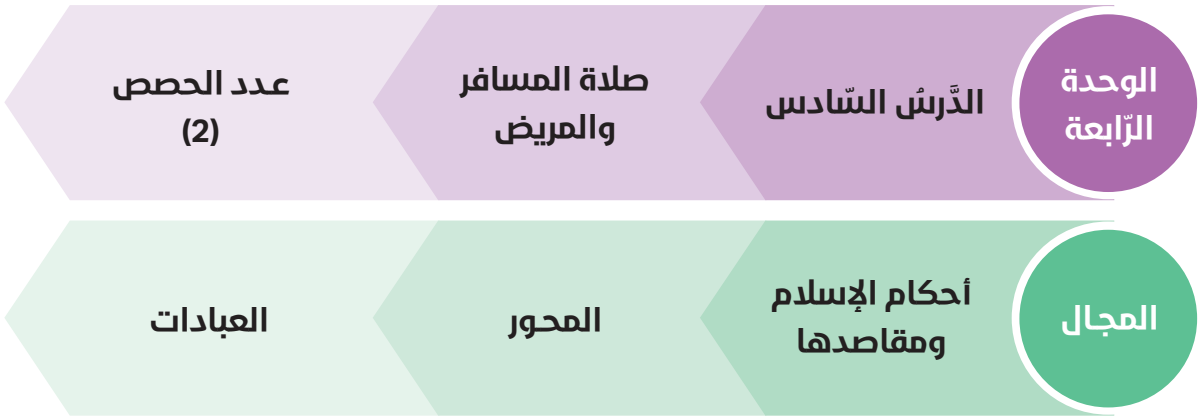 الوحدة
الرّابعة
الدَّرسُ السّادس
صلاة المسافر
والمريض
عدد الحصص
(2)
المجال
أحكام الإسلام
ومقاصدها
المحور
العبادات